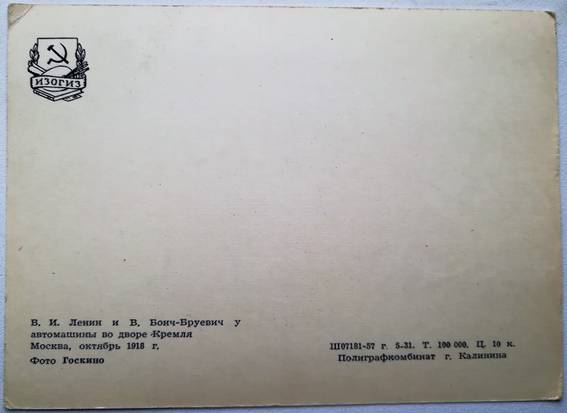 ИЗОГИЗ
В. И. Ленин и В. Бонч-Бруевич у
автомашины во дворе Кремля
Москва, октябрь 1918 г,
Фото Госкино
Ш07181-57 г. 5-31. Т. 100 000. Ц. 10 к.
Полиграфкомбинат г. Калинина